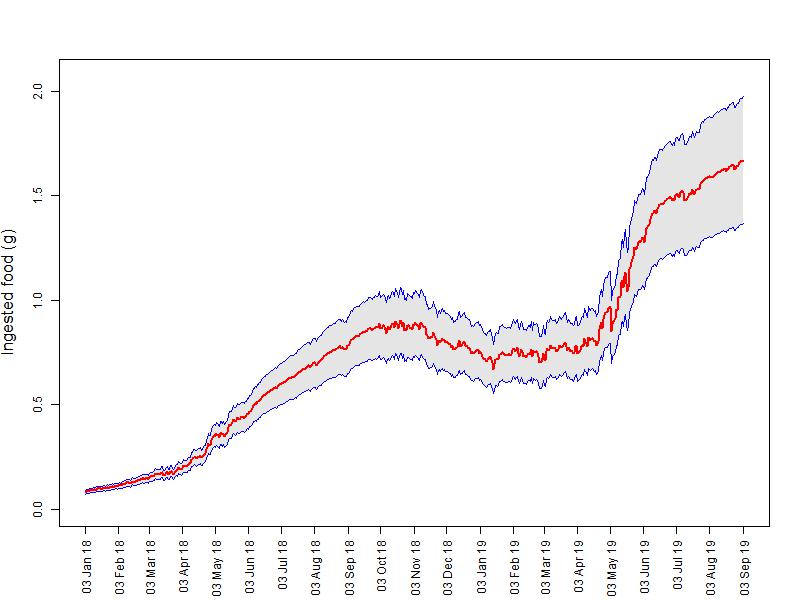 Ingested food (g)
2.0
1.5
1.0
0.5
0.0
03 Jan 18
03 Feb 18
03 Mar 18
03 Apr 18
03 May 18
03 Jun 18
03 Jul 18
03 Aug 18
03 Sep 18
03 Oct 18
03 Nov 18
03 Dec 18
03 Jan 19
03 Feb 19
03 Mar 19
03 Apr 19
03 May 19
03 Jun 19
03 Jul 19
03 Aug 19
03 Sep 19